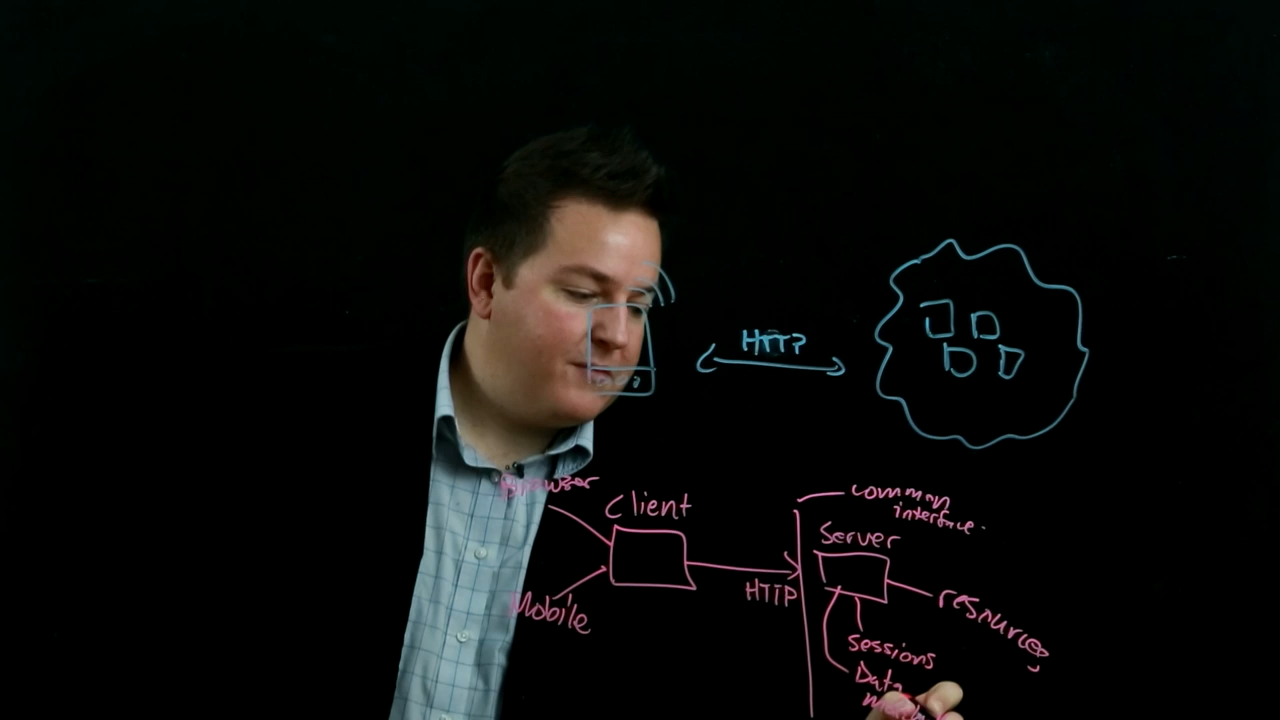 HTTP
Browser
Client
common
interface.
Server
HTTP
resources
Mobile
Sessions
Data